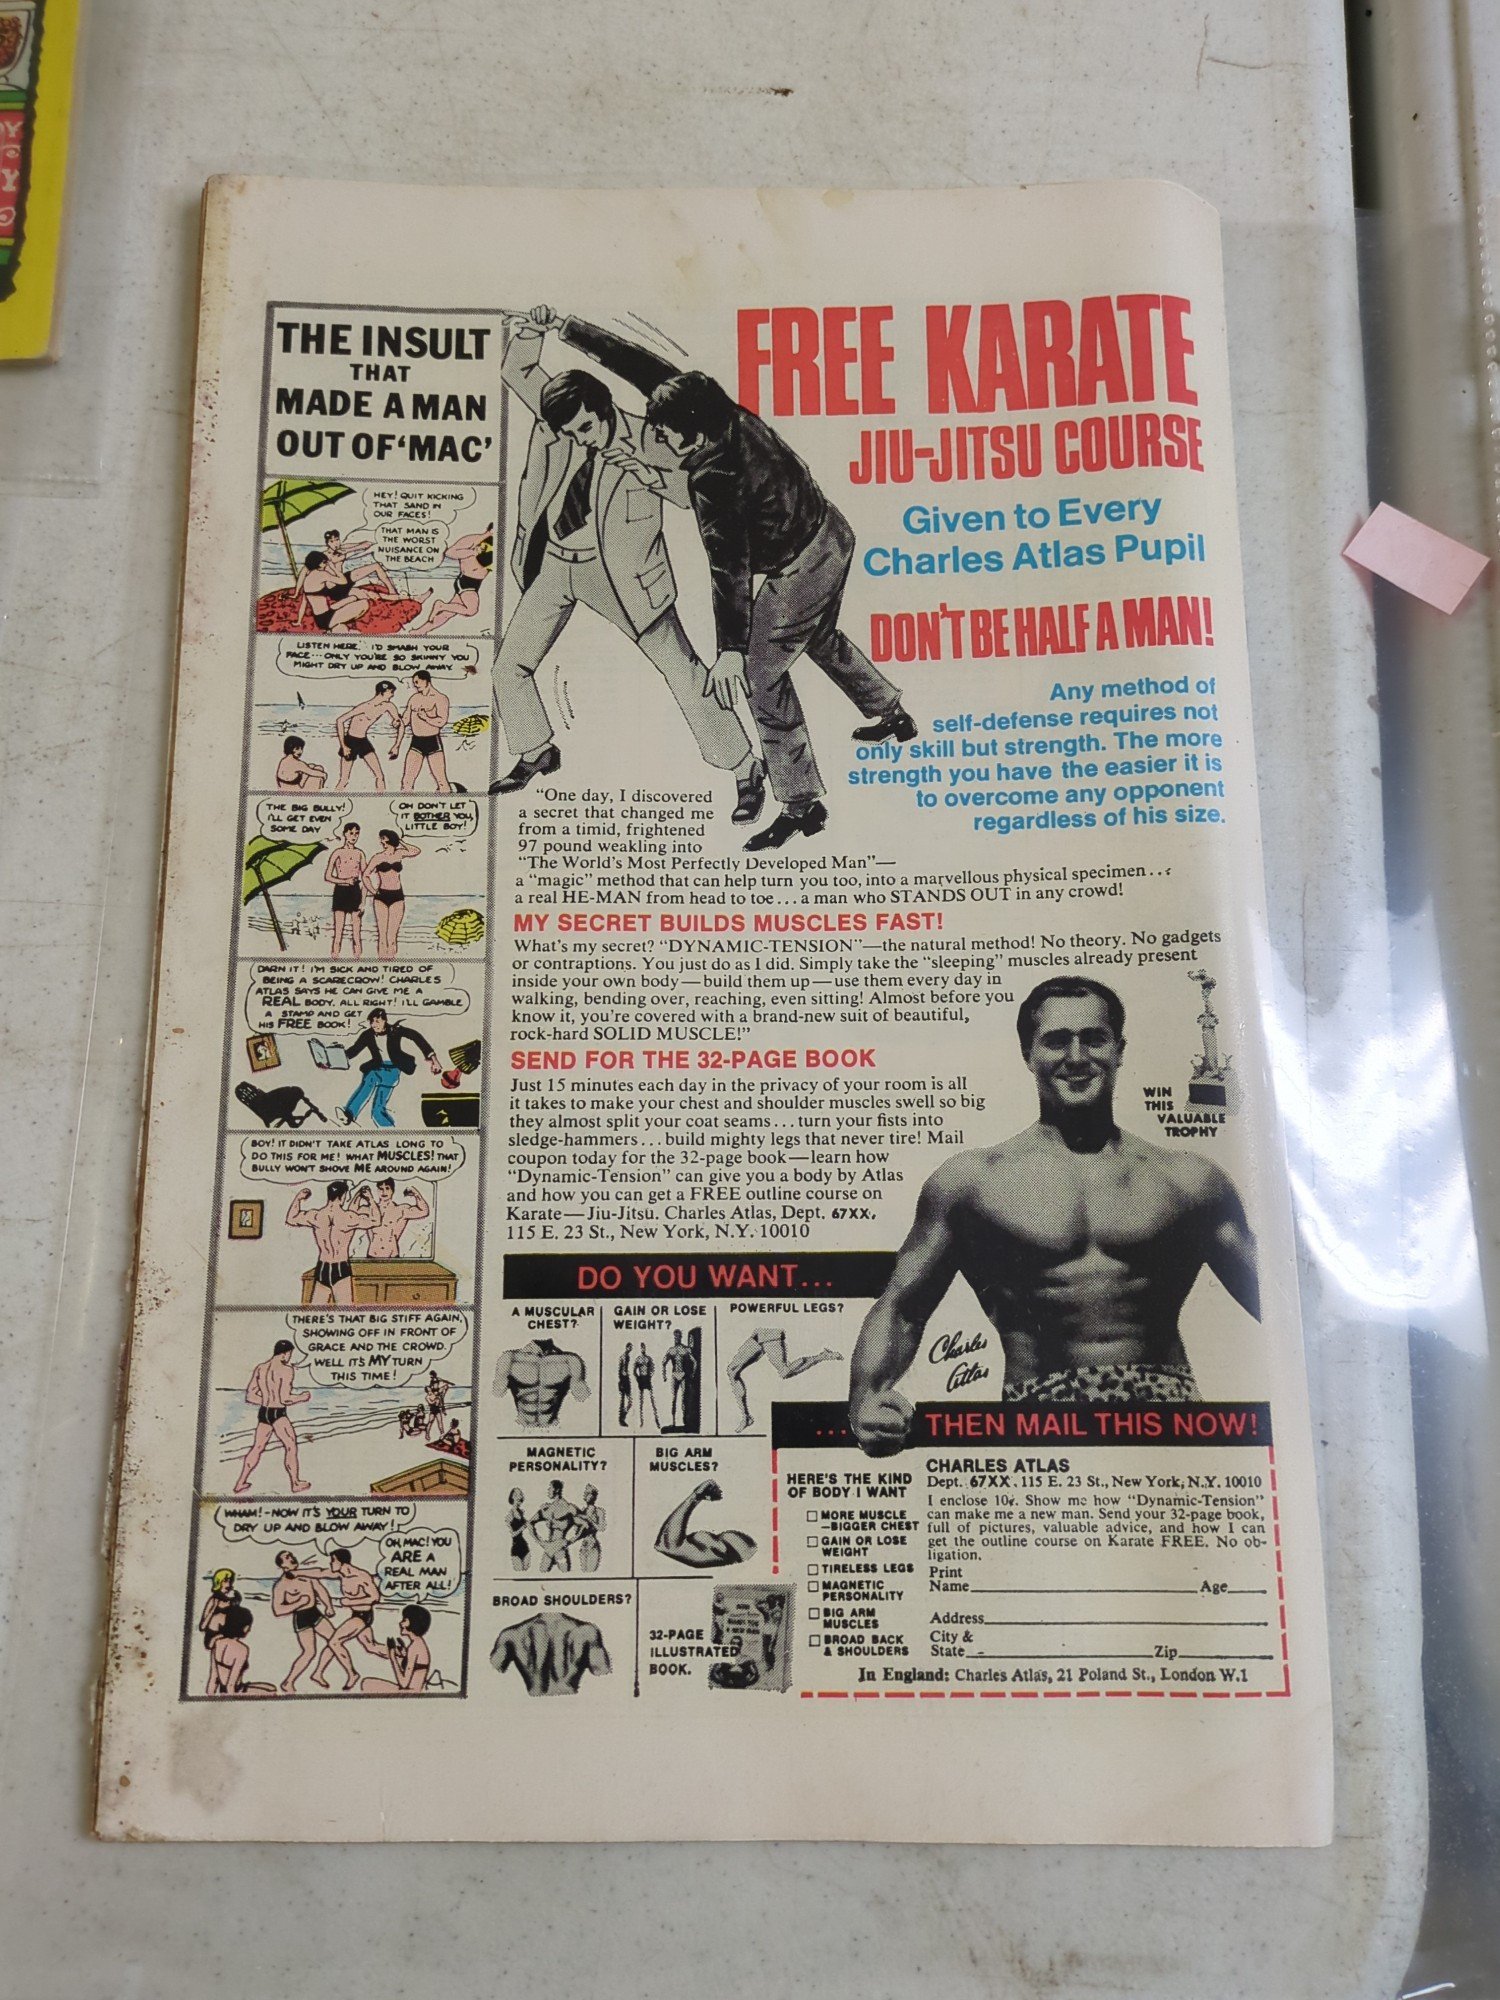 THE INSULT
THAT
MADE A MAN
OUT OF 'MAC'
HEY! QUIT KICKING
THAT SAND IN
OUR FACES!
THAT MAN IS
THE WORST
NUISANCE ON
THE BEACH
LISTEN HERE. I'D SMASH YOUR
FACE---ONLY YOU'RE SO SKINNY YOU
MIGHT DRY UP AND BLOW AWAY.
THE BIG BULLY!
I'LL GET EVEN
SOME DAY
OH DON'T LET
IT BOTHER YOU,
LITTLE BOY!
DARN IT! I'M SICK AND TIRED OF
BEING A SCARECROW! CHARLES
ATLAS SAYS HE CAN GIVE ME A
REAL BODY. ALL RIGHT! I'LL GAMBLE
A STAMP AND GET
HIS FREE BOOK!
BOY! IT DIDN'T TAKE ATLAS LONG TO
DO THIS FOR ME! WHAT MUSCLES! THAT
BULLY WON'T SHOVE ME AROUND AGAIN!
THERE'S THAT BIG STIFF AGAIN,
SHOWING OFF IN FRONT OF
GRACE AND THE CROWD.
WELL IT'S MY TURN
THIS TIME!
WHAM!-NOW IT'S YOUR TURN TO
DRY UP AND BLOW AWAY!
OH, MAC! YOU
ARE A
REAL MAN
AFTER ALL!
FREE KARATE
JIU-JITSU COURSE
Given to Every
Charles Atlas Pupil
DON'T BE HALF A MAN!
Any method of
self-defense requires not
only skill but strength. The more
strength you have the easier it is
to overcome any opponent
regardless of his size.
"One day, I discovered
a secret that changed me
from a timid, frightened
97 pound weakling into
"The World's Most Perfectly Developed Man"—
a "magic" method that can help turn you too, into a marvellous physical specimen...
a real HE-MAN from head to toe...a man who STANDS OUT in any crowd!
MY SECRET BUILDS MUSCLES FAST!
What's my secret? "DYNAMIC-TENSION"—the natural method! No theory. No gadgets
or contraptions. You just do as I did. Simply take the "sleeping" muscles already present
inside your own body—build them up—use them every day in
walking, bending over, reaching, even sitting! Almost before you
know it, you're covered with a brand-new suit of beautiful,
rock-hard SOLID MUSCLE!"
SEND FOR THE 32-PAGE BOOK
Just 15 minutes each day in the privacy of your room is all
it takes to make your chest and shoulder muscles swell so big
they almost split your coat seams...turn your fists into
sledge-hammers...build mighty legs that never tire! Mail
coupon today for the 32-page book—learn how
"Dynamic-Tension" can give you a body by Atlas
and how you can get a FREE outline course on
Karate—Jiu-Jitsu. Charles Atlas, Dept. 67XX,
115 E. 23 St., New York, N.Y. 10010
WIN
THIS
VALUABLE
TROPHY
Charles
Atlas
DO YOU WANT...
A MUSCULAR
CHEST?
GAIN OR LOSE
WEIGHT?
POWERFUL LEGS?
MAGNETIC
PERSONALITY?
BIG ARM
MUSCLES?
BROAD SHOULDERS?
32-PAGE
ILLUSTRATED
BOOK.
... THEN MAIL THIS NOW!
HERE'S THE KIND
OF BODY I WANT
MORE MUSCLE
—BIGGER CHEST
GAIN OR LOSE
WEIGHT
TIRELESS LEGS
MAGNETIC
PERSONALITY
BIG ARM
MUSCLES
BROAD BACK
& SHOULDERS
CHARLES ATLAS
Dept. 67XX, 115 E. 23 St., New York, N.Y. 10010
I enclose 10¢. Show me how "Dynamic-Tension"
can make me a new man. Send your 32-page book,
full of pictures, valuable advice, and how I can
get the outline course on Karate FREE. No ob-
ligation.
Print
Name Age
Address
City &
State Zip
In England: Charles Atlas, 21 Poland St., London W.1